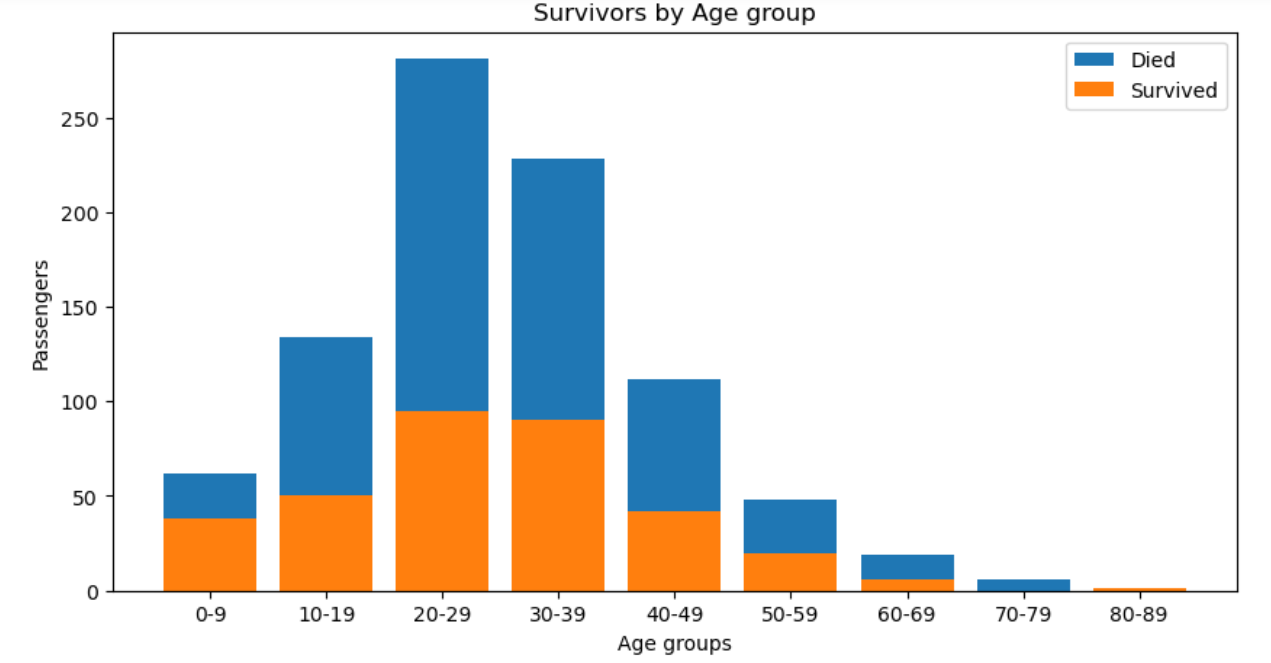 Survivors by Age group
Died
Survived
250
200
150
100
50
0
Passengers
0-9 10-19 20-29 30-39 40-49 50-59 60-69 70-79 80-89
Age groups